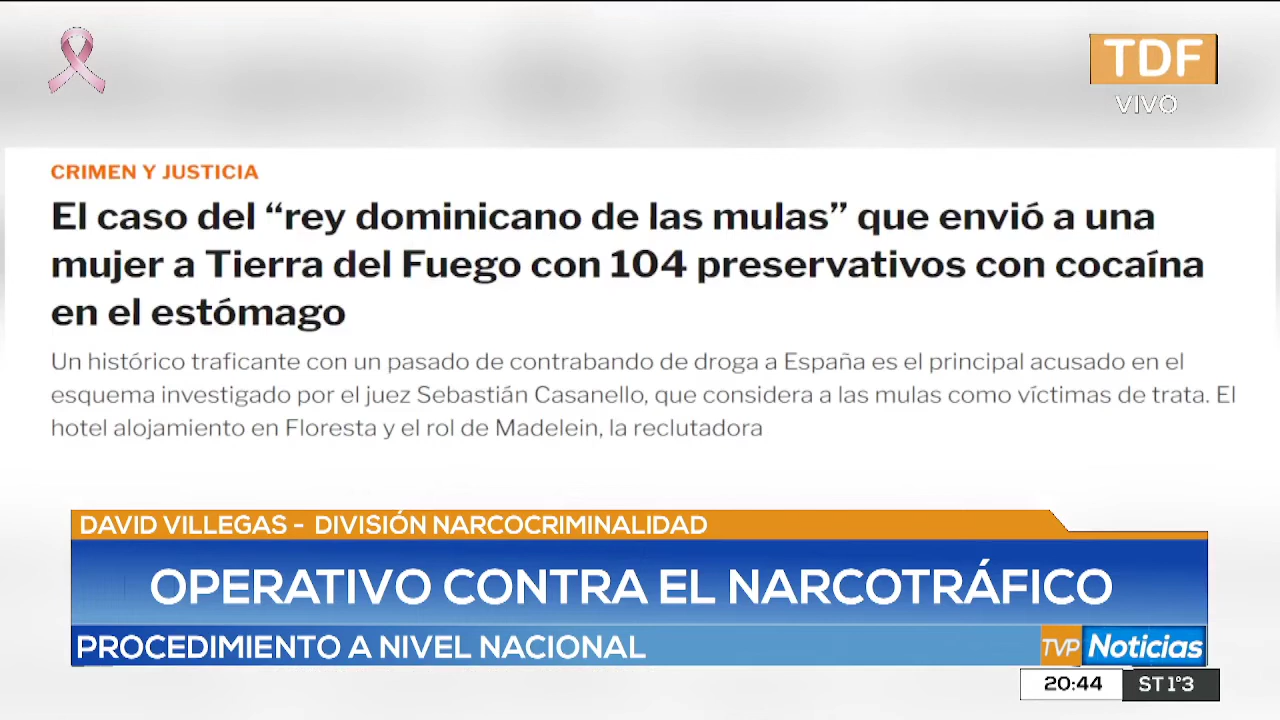 TDF
VIVO
CRIMEN Y JUSTICIA
El caso del “rey dominicano de las mulas” que envió a una
mujer a Tierra del Fuego con 104 preservativos con cocaína
en el estómago
Un histórico traficante con un pasado de contrabando de droga a España es el principal acusado en el
esquema investigado por el juez Sebastián Casanello, que considera a las mulas como víctimas de trata. El
hotel alojamiento en Floresta y el rol de Madelein, la reclutadora
DAVID VILLEGAS - DIVISIÓN NARCOCRIMINALIDAD
OPERATIVO CONTRA EL NARCOTRÁFICO
PROCEDIMIENTO A NIVEL NACIONAL
TVP Noticias
20:44 ST 1°3